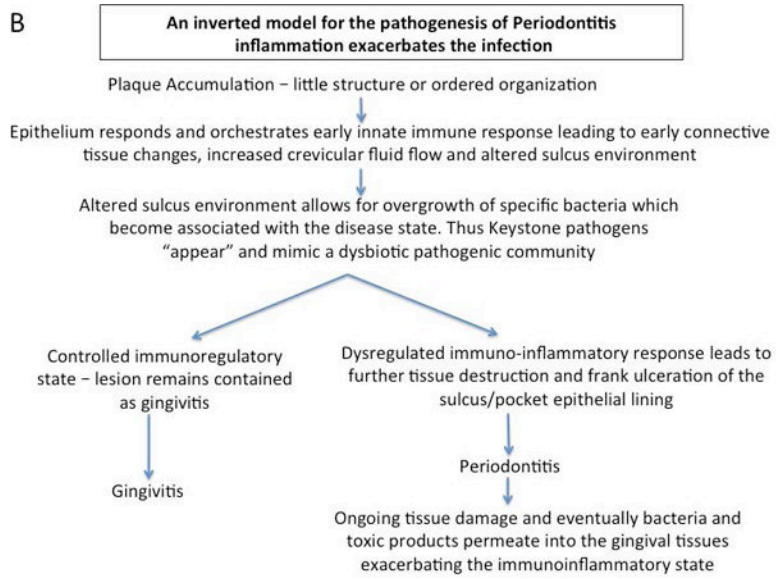 B
An inverted model for the pathogenesis of Periodontitis
inflammation exacerbates the infection
Plaque Accumulation – little structure or ordered organization
Epithelium responds and orchestrates early innate immune response leading to early connective
tissue changes, increased crevicular fluid flow and altered sulcus environment
Altered sulcus environment allows for overgrowth of specific bacteria which
become associated with the disease state. Thus Keystone pathogens
“appear” and mimic a dysbiotic pathogenic community
Controlled immunoregulatory
state – lesion remains contained
as gingivitis
Gingivitis
Dysregulated immuno-inflammatory response leads to
further tissue destruction and frank ulceration of the
sulcus/pocket epithelial lining
Periodontitis
Ongoing tissue damage and eventually bacteria and
toxic products permeate into the gingival tissues
exacerbating the immunoinflammatory state